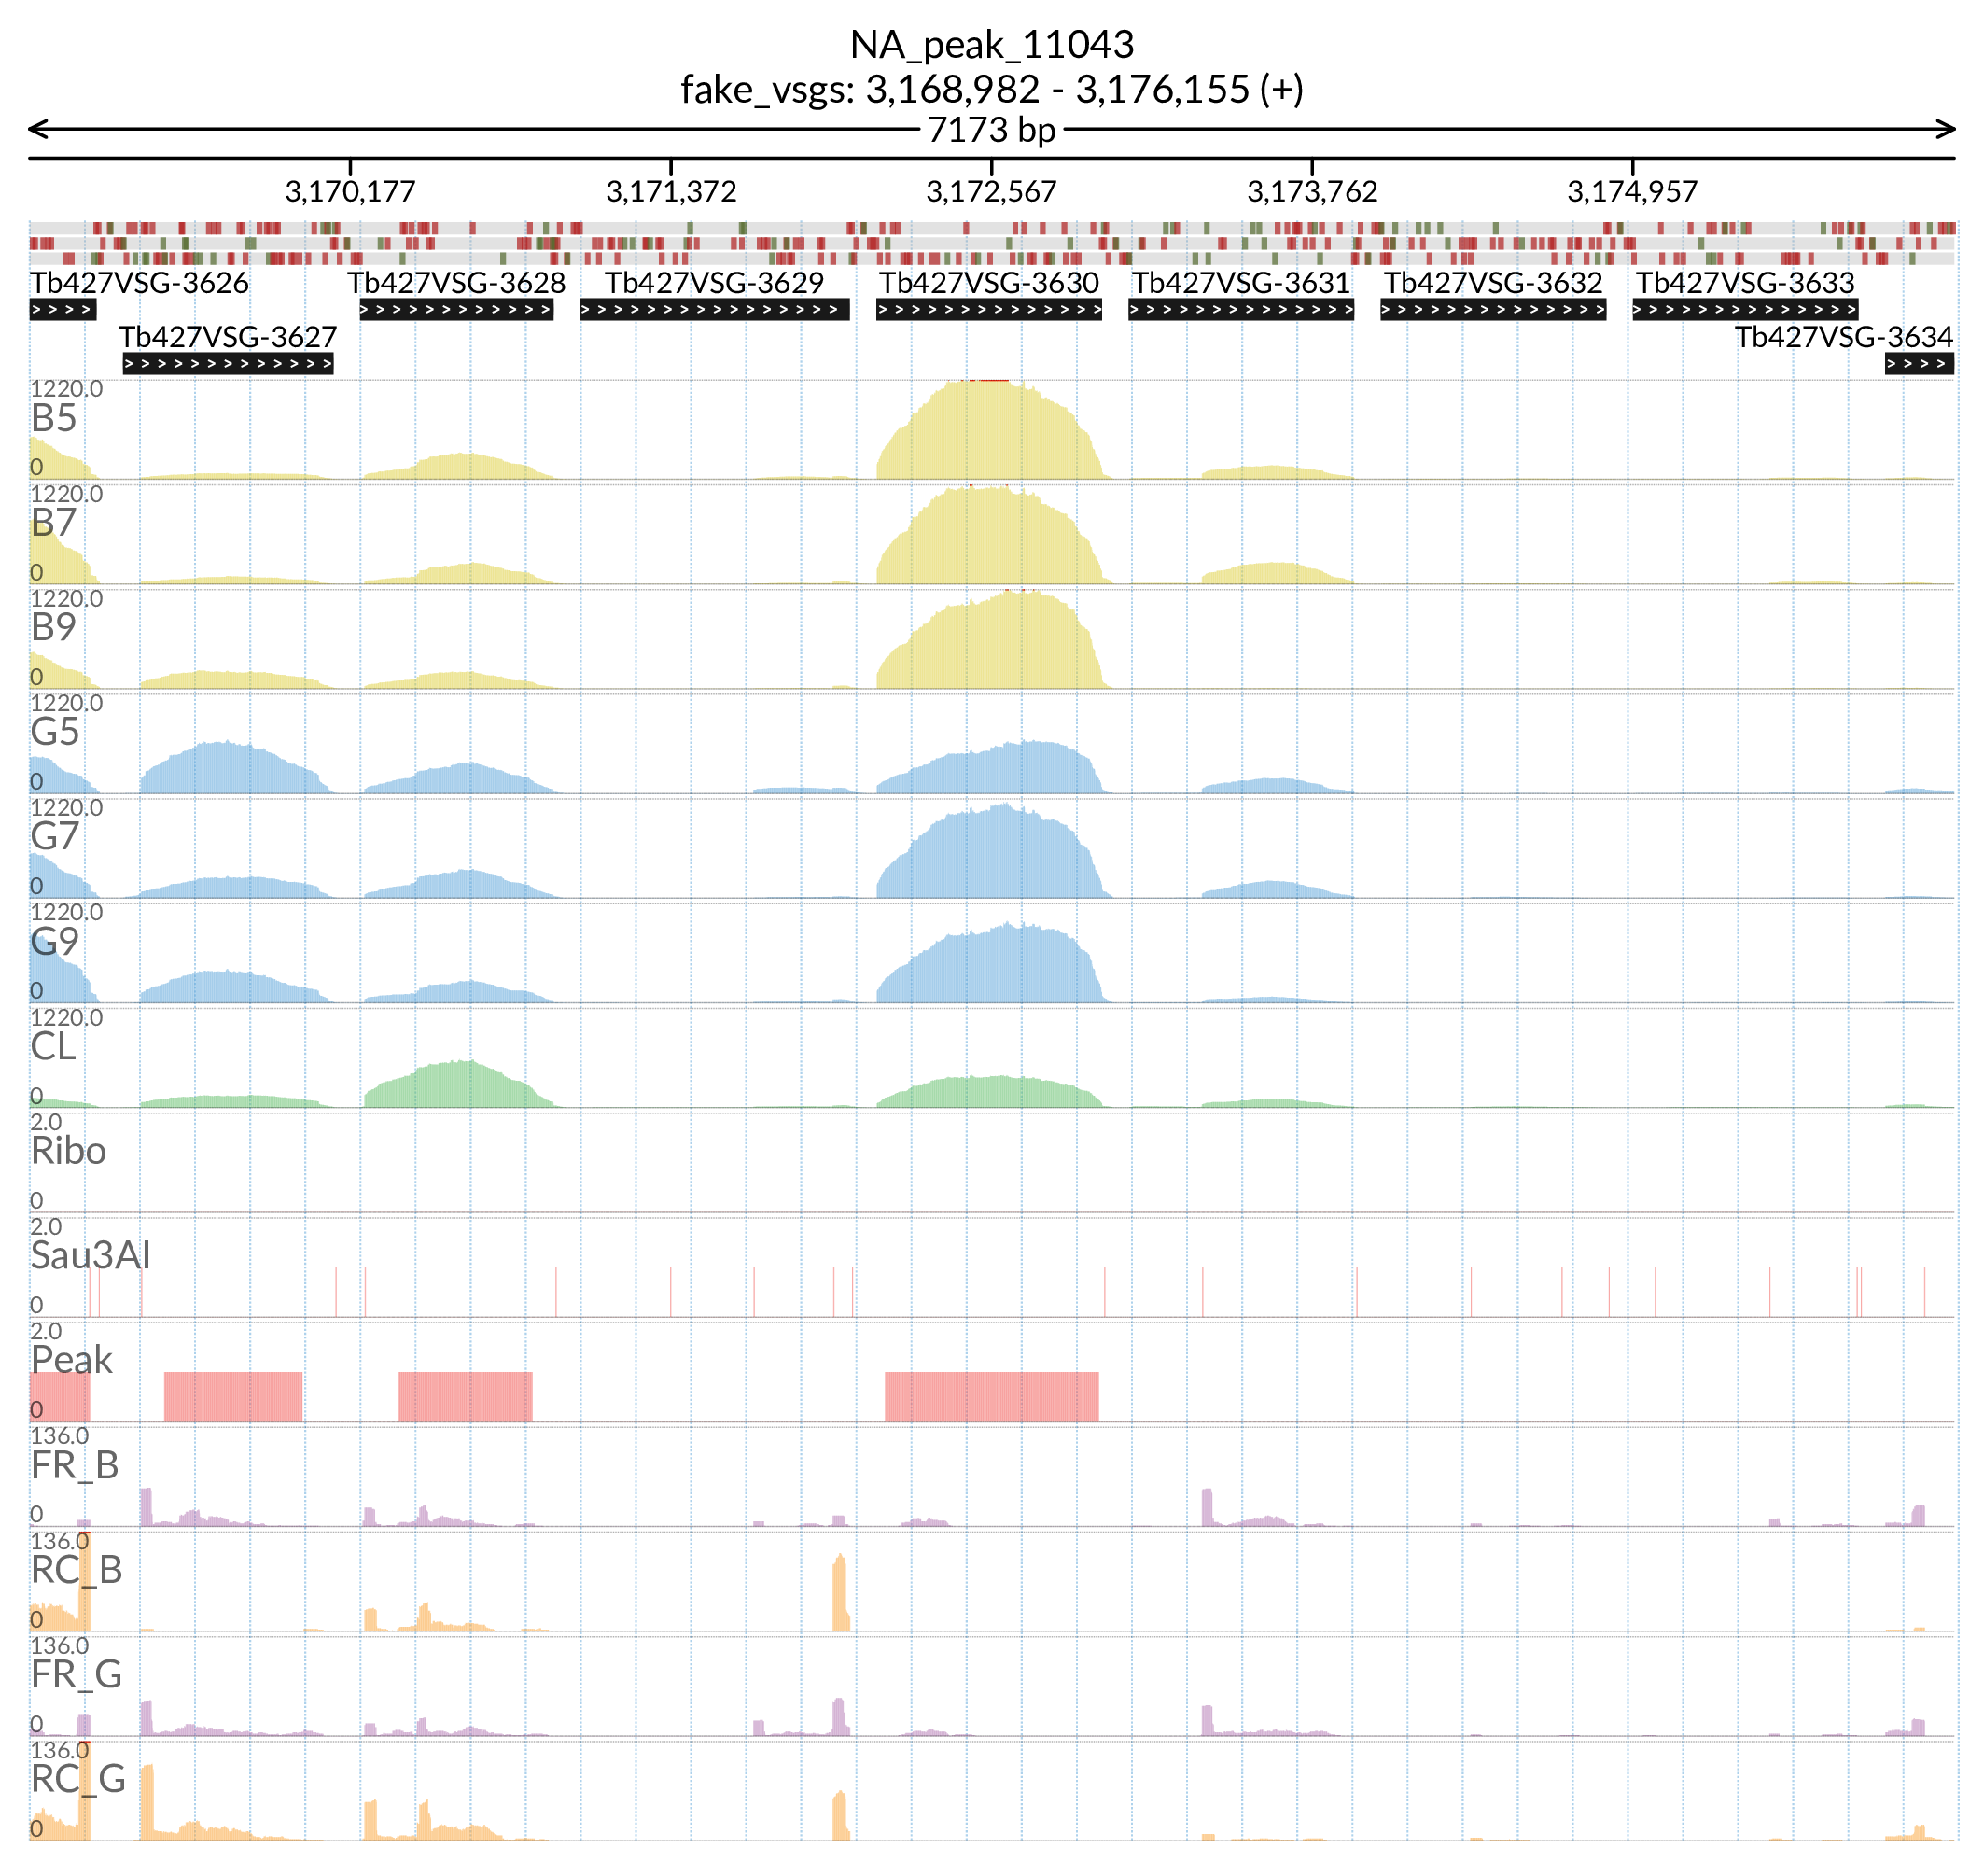 NA_peak_11043
fake_vsgs: 3,168,982 - 3,176,155 (+)
7173 bp
3,170,177 3,171,372 3,172,567 3,173,762 3,174,957
Tb427VSG-3626 Tb427VSG-3628 Tb427VSG-3629 Tb427VSG-3630 Tb427VSG-3631 Tb427VSG-3632 Tb427VSG-3633
Tb427VSG-3627 Tb427VSG-3634
1220.0
B5
0
1220.0
B7
0
1220.0
B9
0
1220.0
G5
0
1220.0
G7
0
1220.0
G9
0
1220.0
CL
0
2.0
Ribo
0
2.0
Sau3AI
0
2.0
Peak
0
136.0
FR_B
0
136.0
RC_B
0
136.0
FR_G
0
136.0
RC_G
0